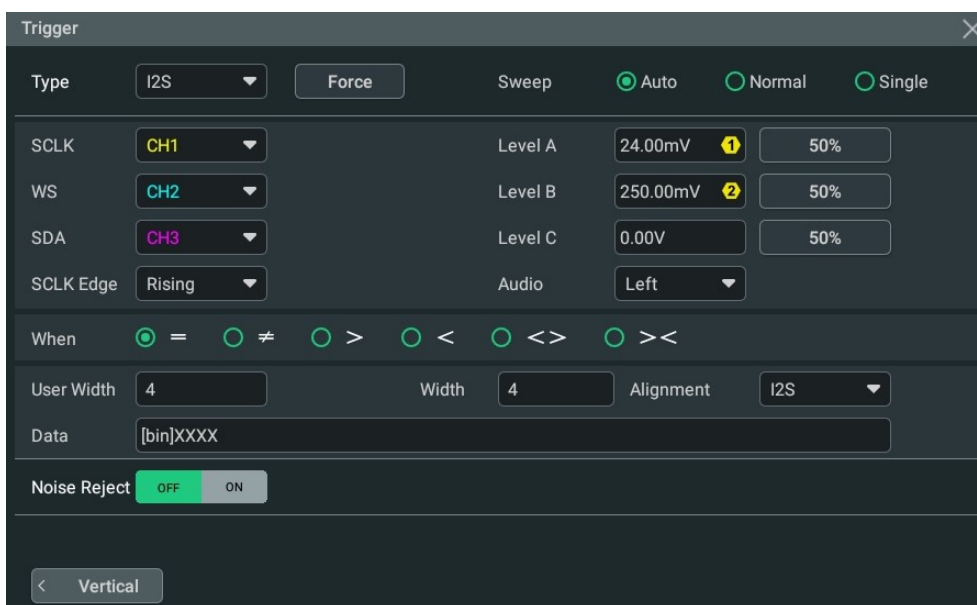 Trigger
Type I2S Force Sweep Auto Normal Single
SCLK CH1 Level A 24.00mV 1 50%
WS CH2 Level B 250.00mV 2 50%
SDA CH3 Level C 0.00V 50%
SCLK Edge Rising Audio Left
When = ≠ > < <> ><
User Width 4 Width 4 Alignment I2S
Data [bin]XXXX
Noise Reject OFF ON
< Vertical